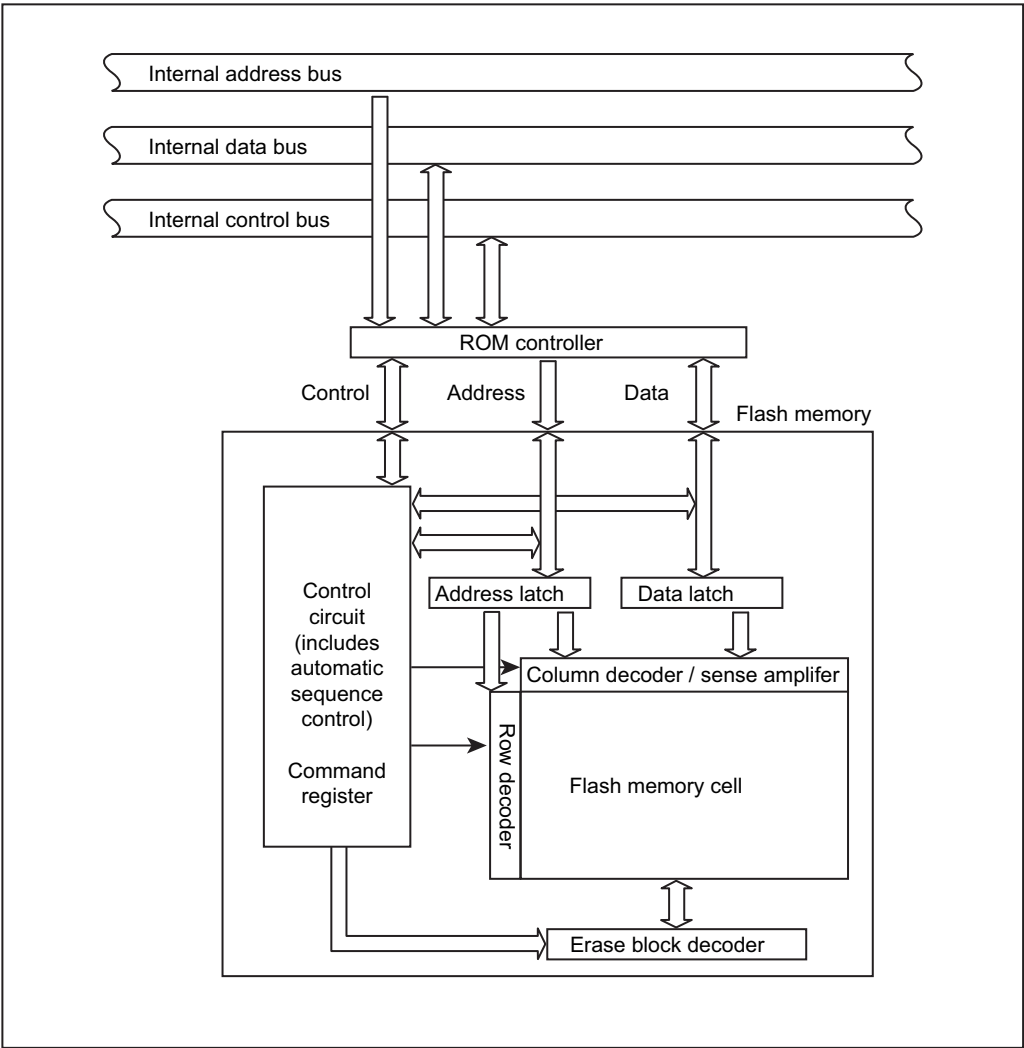 Internal address bus
Internal data bus
Internal control bus
ROM controller
Control
Address
Data
Flash memory
Control
circuit
(includes
automatic
sequence
control)
Command
register
Address latch
Data latch
Column decoder / sense amplifer
Row decoder
Flash memory cell
Erase block decoder